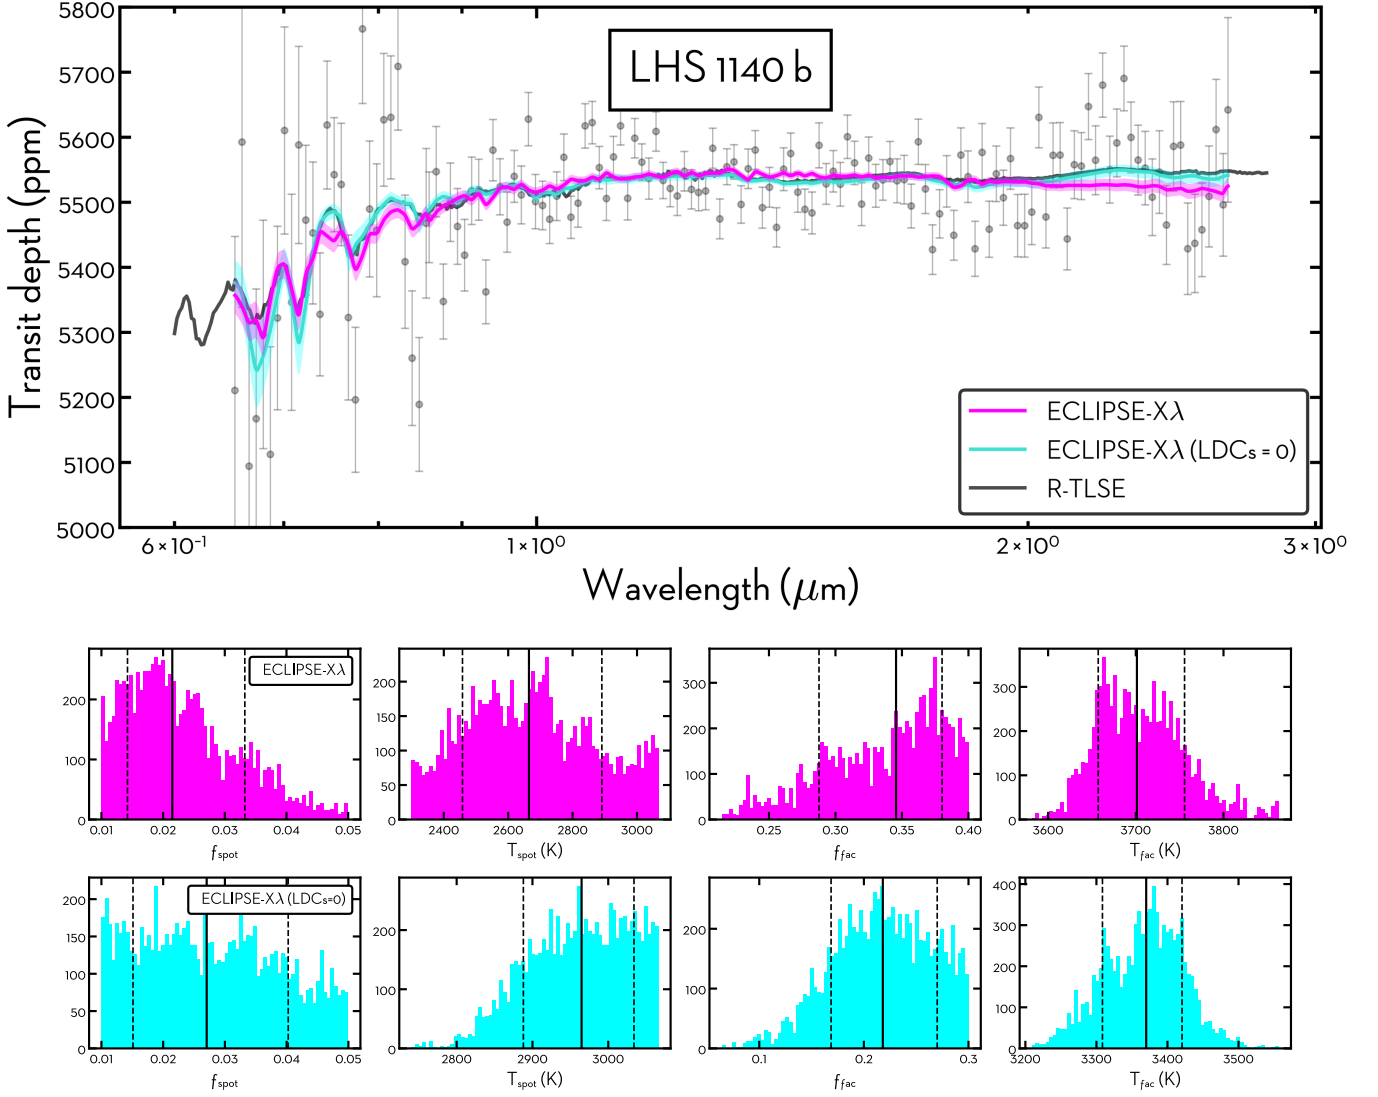 5800
5700
5600
5500
5400
5300
5200
5100
5000
Transit depth (ppm)
LHS 1140 b
ECLIPSE-Xλ
ECLIPSE-Xλ (LDCs = 0)
R-TLSE
6×10⁻¹ 1×10⁰ 2×10⁰ 3×10⁰
Wavelength (μm)
ECLIPSE-Xλ
200
100
0
0.01 0.02 0.03 0.04 0.05
f_spot
200
150
100
50
0
2400 2600 2800 3000
T_spot (K)
300
200
100
0
0.25 0.30 0.35 0.40
f_fac
300
200
100
0
3600 3700 3800
T_fac (K)
ECLIPSE-Xλ (LDCs=0)
200
150
100
50
0
0.01 0.02 0.03 0.04 0.05
f_spot
200
100
0
2800 2900 3000
T_spot (K)
200
100
0
0.1 0.2 0.3
f_fac
400
300
200
100
0
3200 3300 3400 3500
T_fac (K)